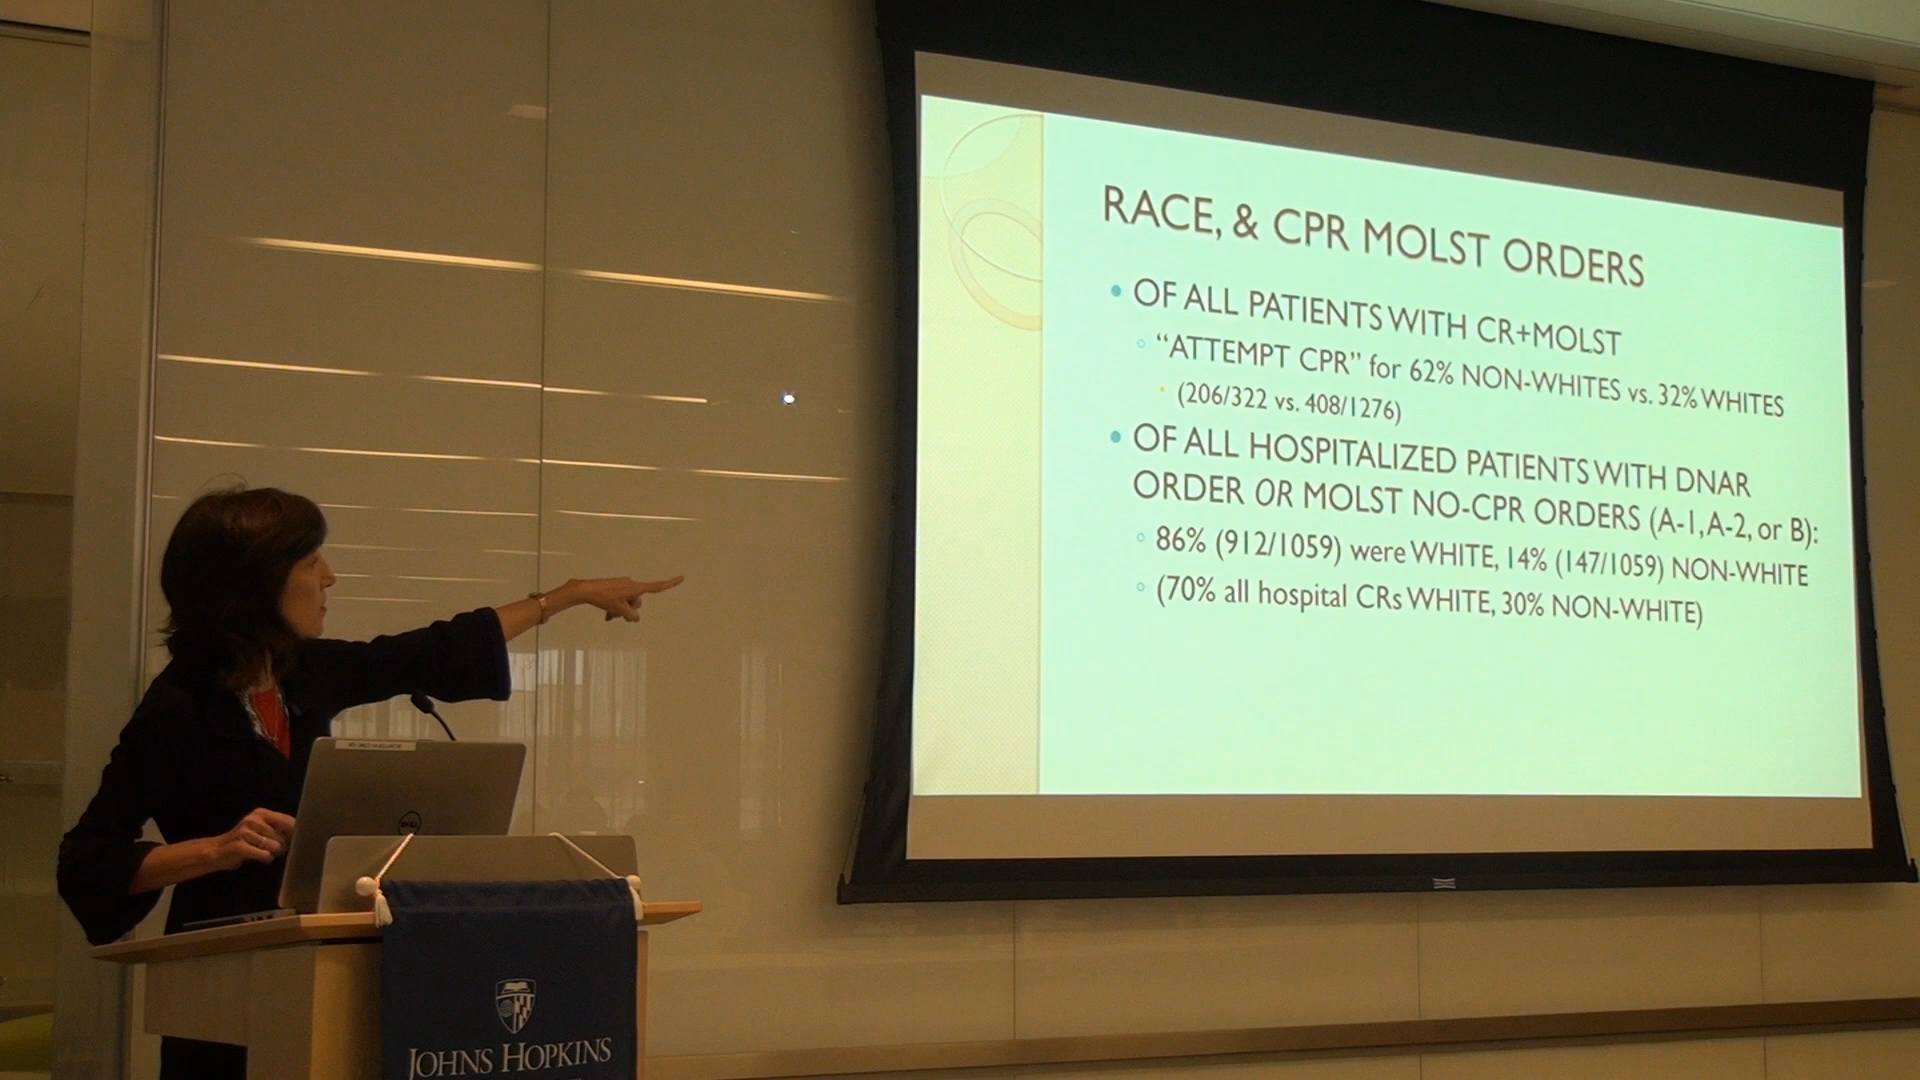 RACE, & CPR MOLST ORDERS
• OF ALL PATIENTS WITH CR+MOLST
◦ “ATTEMPT CPR” for 62% NON-WHITES vs. 32% WHITES
• (206/322 vs. 408/1276)
• OF ALL HOSPITALIZED PATIENTS WITH DNAR
ORDER OR MOLST NO-CPR ORDERS (A-1, A-2, or B):
◦ 86% (912/1059) were WHITE, 14% (147/1059) NON-WHITE
◦ (70% all hospital CRs WHITE, 30% NON-WHITE)
DELL
JOHNS HOPKINS